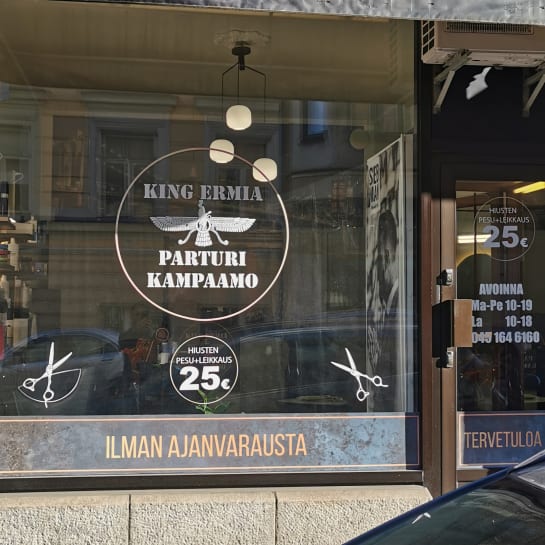 KING ERMIA
PARTURI
KAMPAAMO
HIUSTEN
PESU+LEIKKAUS
25€
ILMAN AJANVARAUSTA
HIUSTEN
PESU+LEIKKAUS
25€
AVOINNA
Ma-Pe 10-19
La 10-18
045 164 6160
TERVETULOA